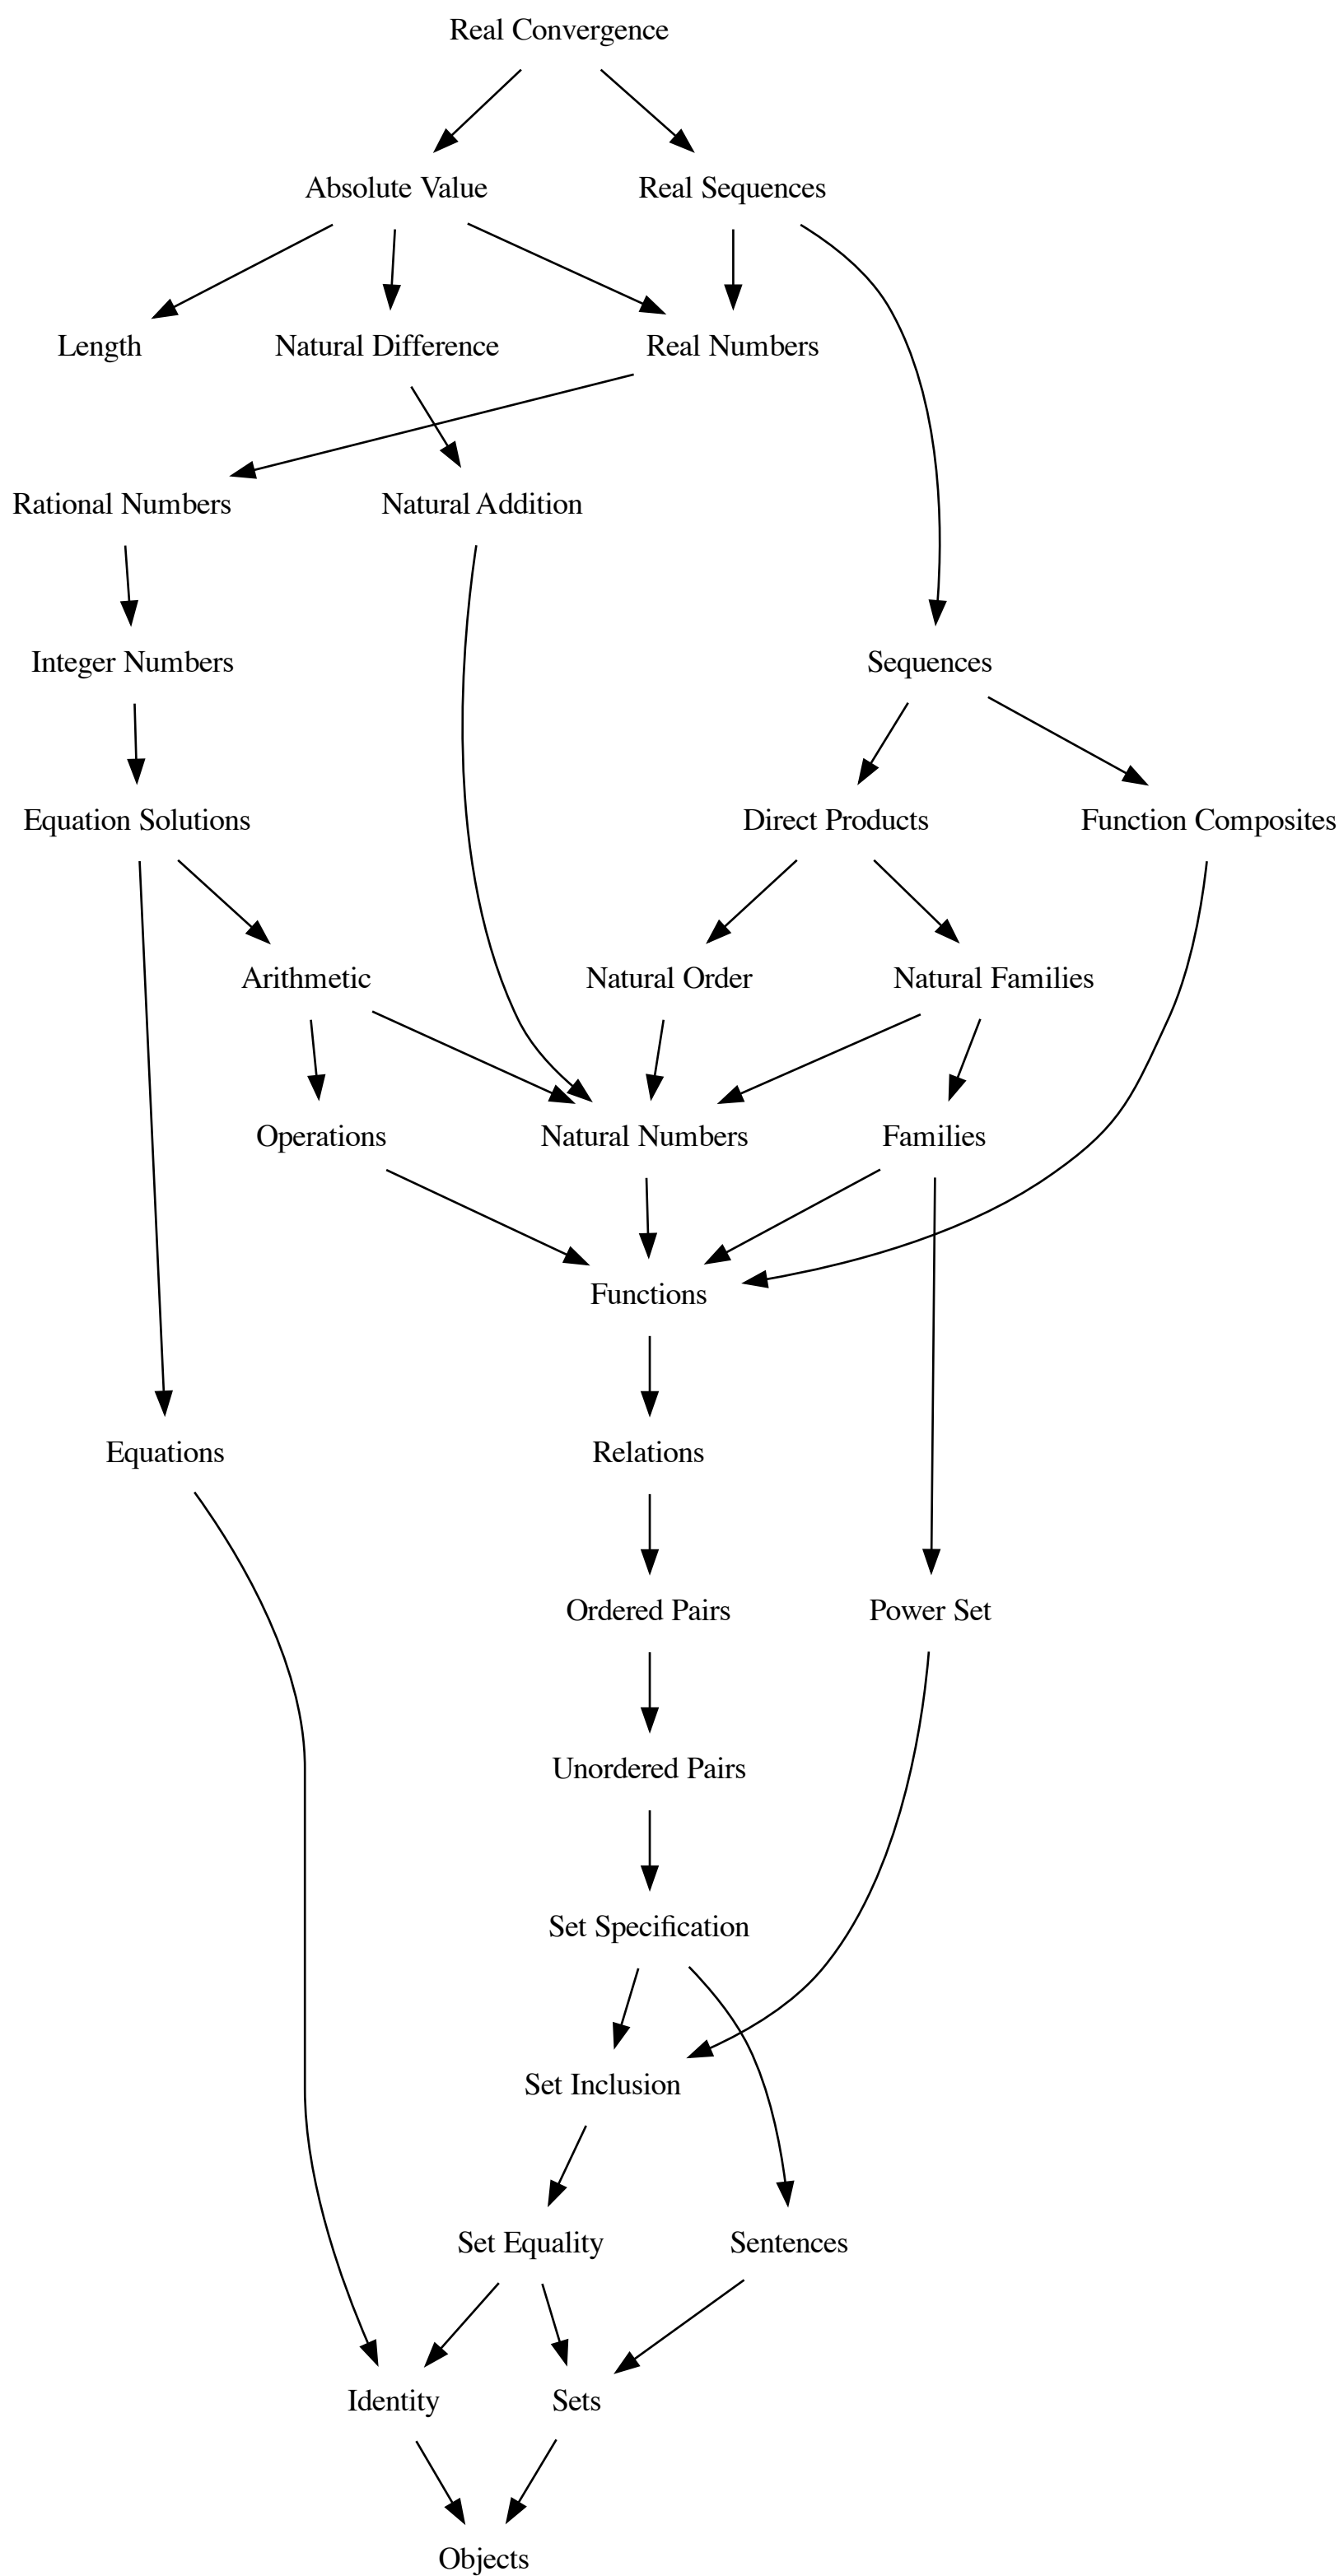 Real Convergence
Absolute Value
Real Sequences
Length
Natural Difference
Real Numbers
Rational Numbers
Natural Addition
Integer Numbers
Sequences
Equation Solutions
Direct Products
Function Composites
Arithmetic
Natural Order
Natural Families
Operations
Natural Numbers
Families
Functions
Equations
Relations
Ordered Pairs
Power Set
Unordered Pairs
Set Specification
Set Inclusion
Set Equality
Sentences
Identity
Sets
Objects